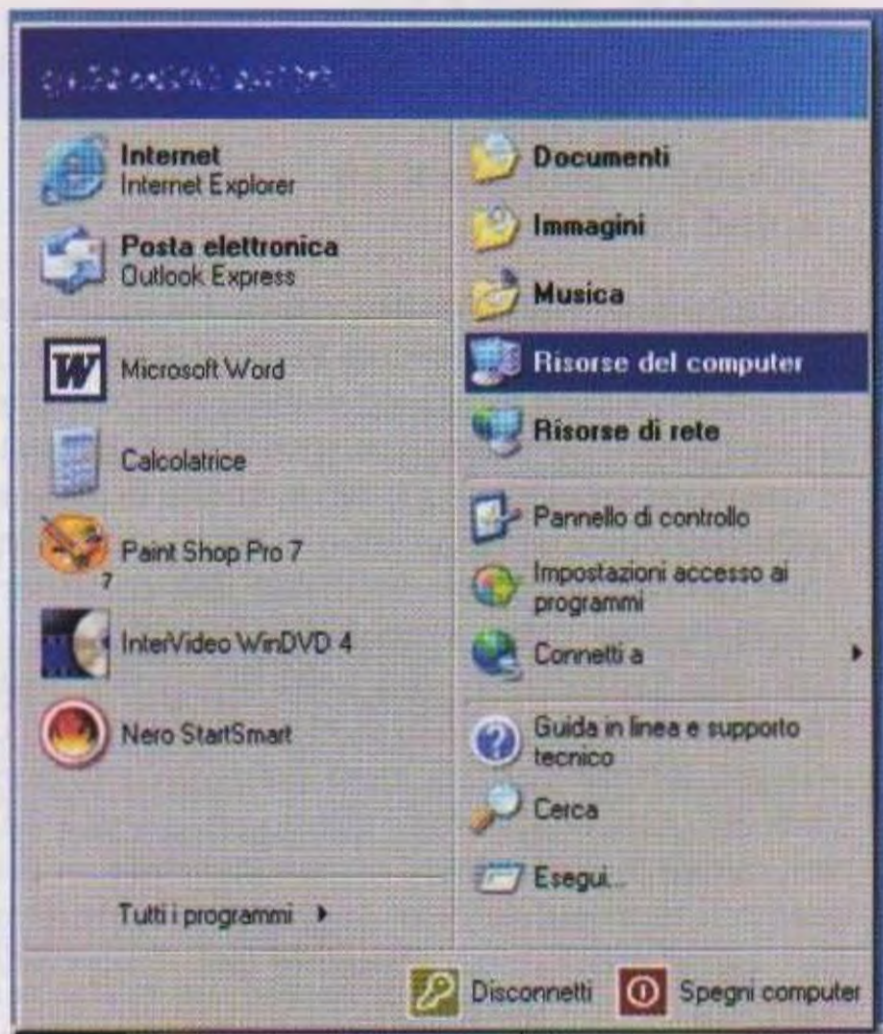 Internet
Internet Explorer
Posta elettronica
Outlook Express
Microsoft Word
Calcolatrice
Paint Shop Pro 7
7
InterVideo WinDVD 4
Nero StartSmart
Tutti i programmi
Documenti
Immagini
Musica
Risorse del computer
Risorse di rete
Pannello di controllo
Impostazioni accesso ai
programmi
Connetti a
Guida in linea e supporto
tecnico
Cerca
Esegui...
Disconnetti
Spegni computer